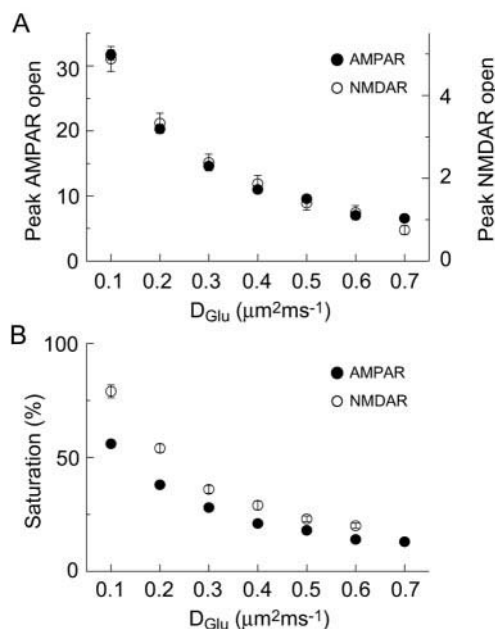 A
Peak AMPAR open
30
20
10
0
AMPAR
NMDAR
Peak NMDAR open
4
2
0
0.1 0.2 0.3 0.4 0.5 0.6 0.7
DGlu (μm2ms-1)
B
Saturation (%)
100
50
0
AMPAR
NMDAR
0.1 0.2 0.3 0.4 0.5 0.6 0.7
DGlu (μm2ms-1)